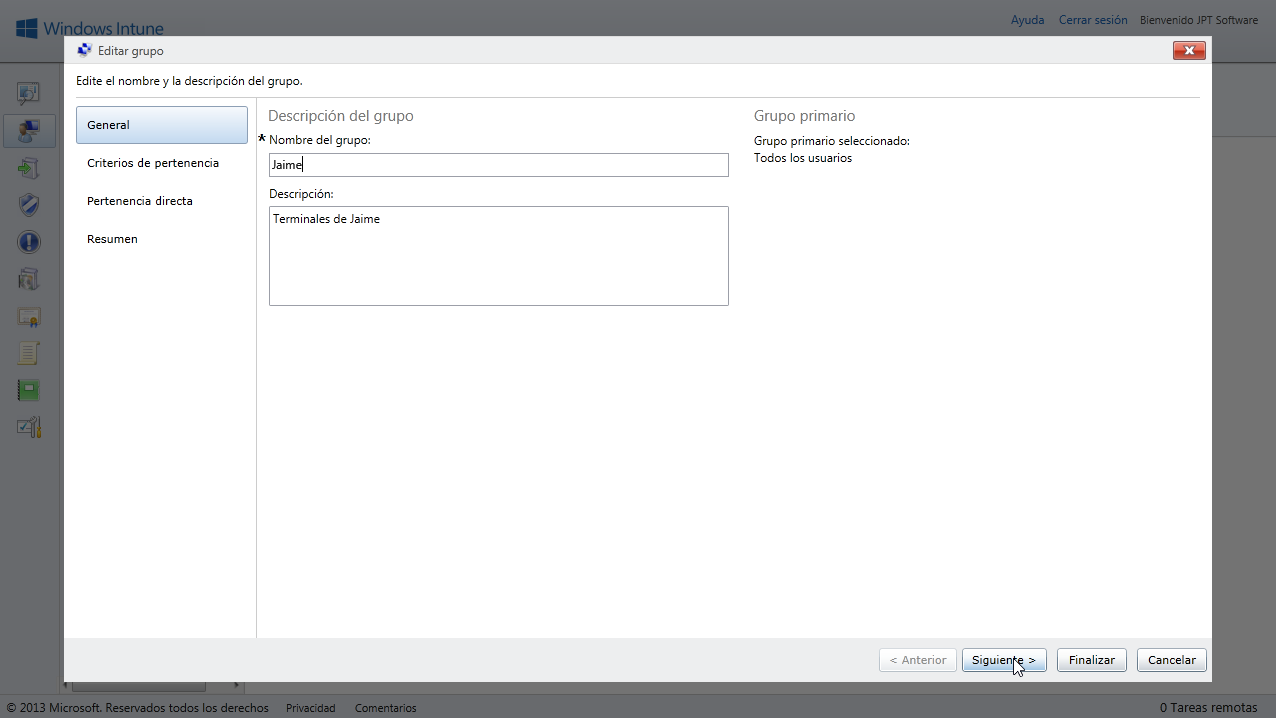 Windows Intune
Ayuda
Cerrar sesión
Bienvenido JPT Software
Editar grupo
Edite el nombre y la descripción del grupo.
General
Criterios de pertenencia
Pertenencia directa
Resumen
Descripción del grupo
* Nombre del grupo:
Jaime
Descripción:
Terminales de Jaime
Grupo primario
Grupo primario seleccionado:
Todos los usuarios
< Anterior
Siguiente >
Finalizar
Cancelar
© 2013 Microsoft. Reservados todos los derechos
Privacidad
Comentarios
0 Tareas remotas